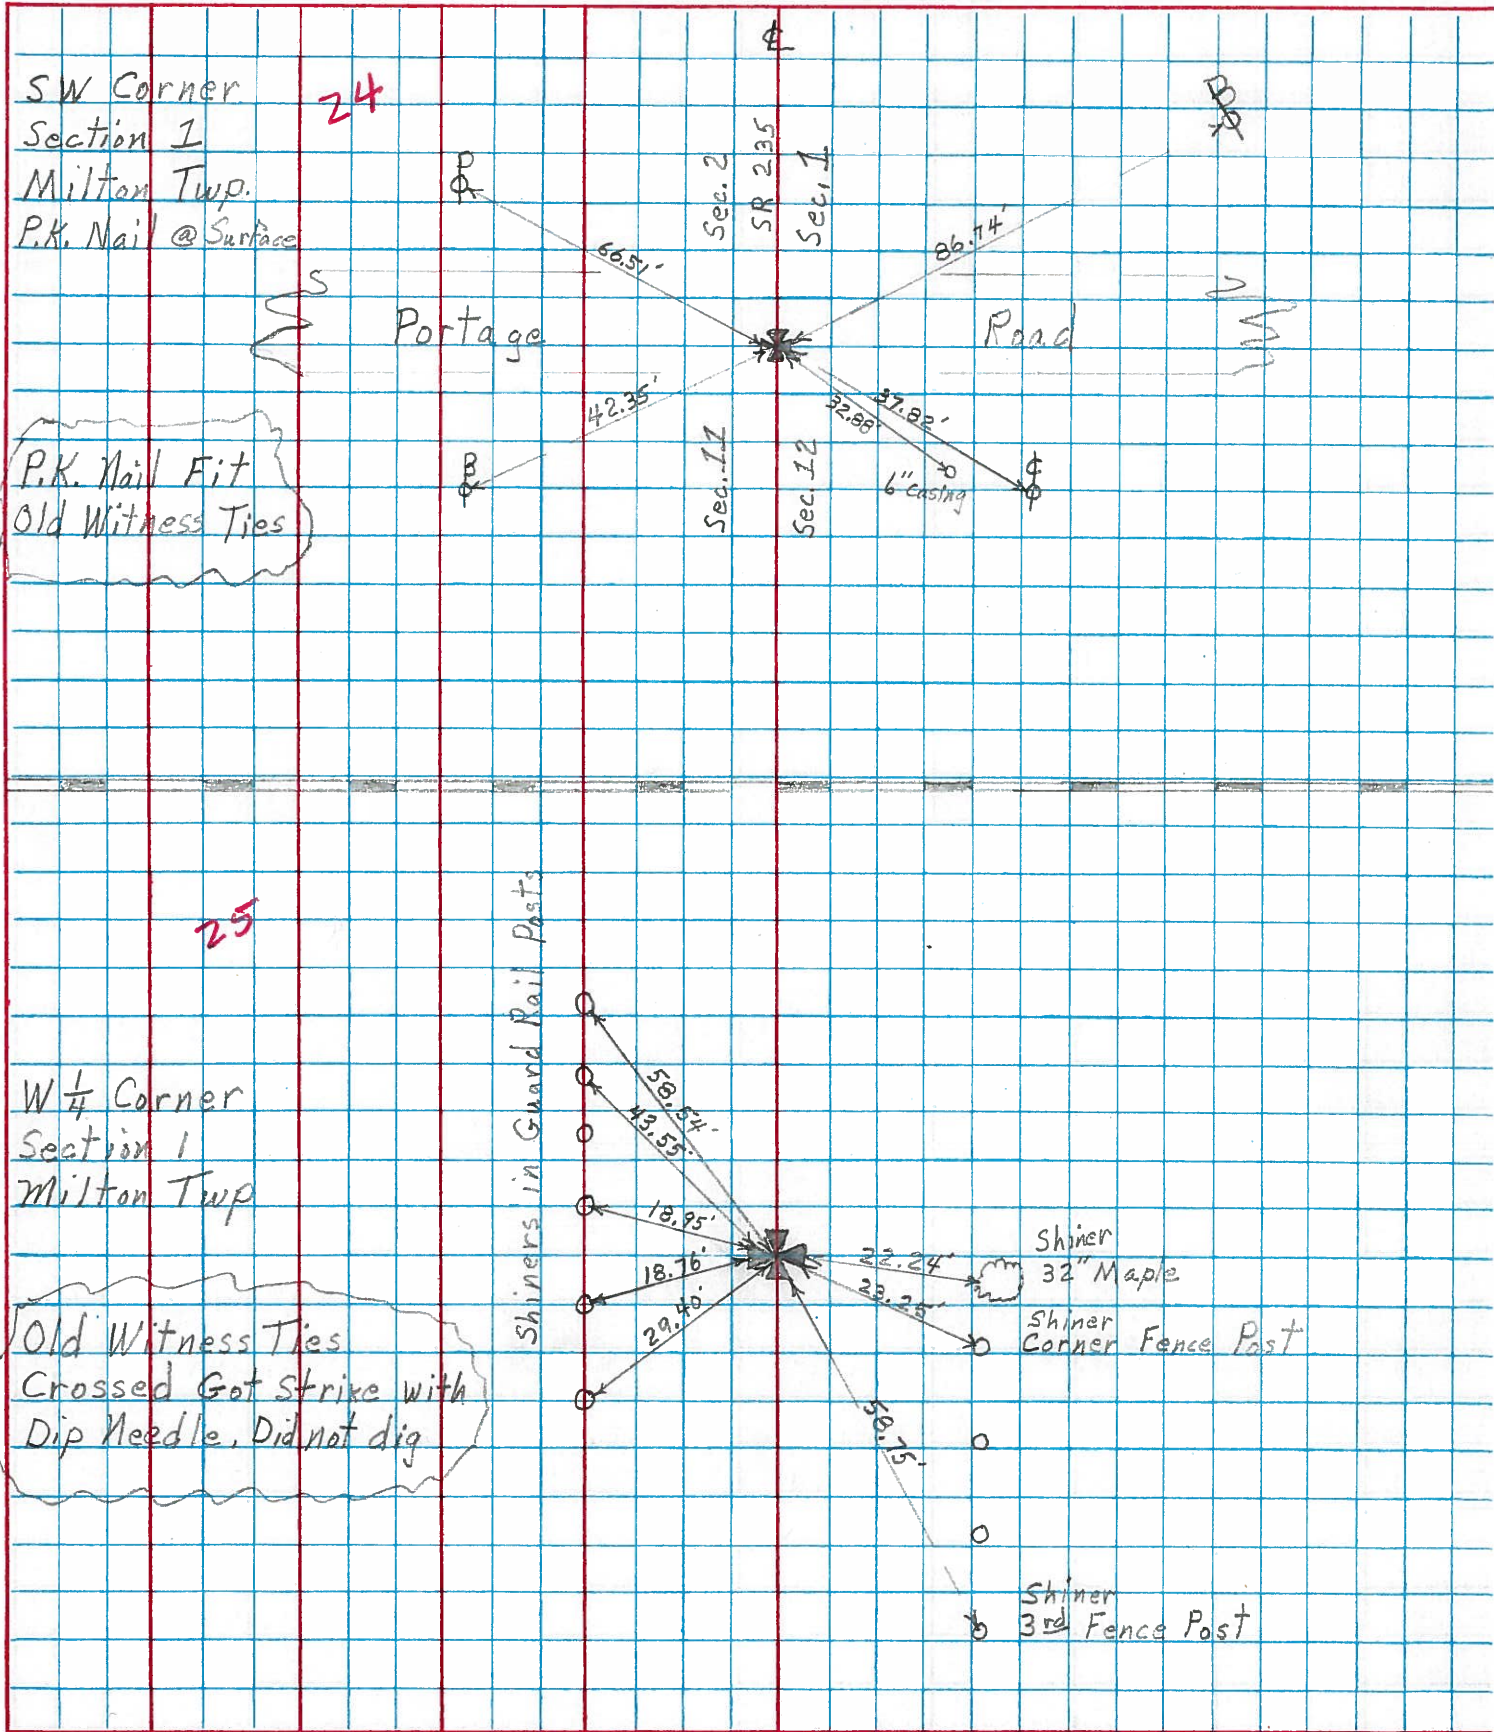 ℄
SW Corner
Section 1
Milton Twp.
P.K. Nail @ Surface
24
Sec. 2
SR 235
Sec. 1
66.51'
86.74'
Portage
Road
42.35'
37.82'
32.88'
6" Casing
Sec. 11
Sec. 12
P.K. Nail Fit
Old Witness Ties
25
Shiners in Guard Rail Posts
W 1/4 Corner
Section 1
Milton Twp
58.54'
43.55'
18.95'
18.76'
29.40'
22.24'
Shiner
32" Maple
23.25'
Shiner
Corner Fence Post
58.75'
Shiner
3rd Fence Post
Old Witness Ties
Crossed Got Strike with
Dip Needle, Did not dig